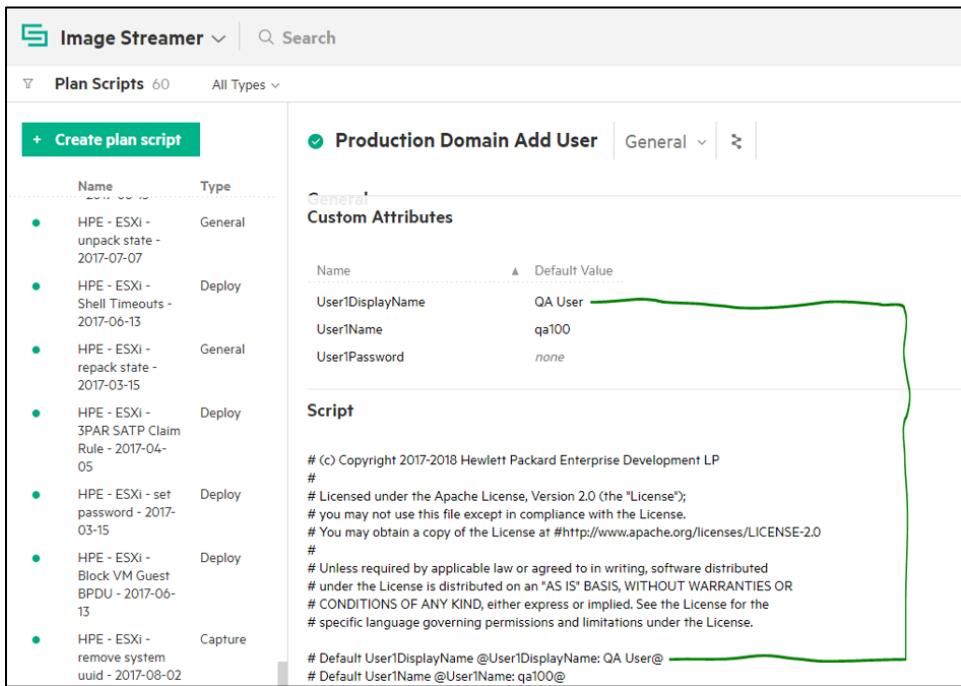 Image Streamer
Search
Plan Scripts 60
All Types
+ Create plan script
Name Type
HPE - ESXi -
unpack state -
2017-07-07
General
HPE - ESXi -
Shell Timeouts -
2017-06-13
Deploy
HPE - ESXi -
repack state -
2017-03-15
General
HPE - ESXi -
3PAR SATP Claim
Rule - 2017-04-
05
Deploy
HPE - ESXi - set
password - 2017-
03-15
Deploy
HPE - ESXi -
Block VM Guest
BPDU - 2017-06-
13
Deploy
HPE - ESXi -
remove system
uuid - 2017-08-02
Capture
Production Domain Add User
General
General
Custom Attributes
Name Default Value
User1DisplayName QA User
User1Name qa100
User1Password none
Script
# (c) Copyright 2017-2018 Hewlett Packard Enterprise Development LP
#
# Licensed under the Apache License, Version 2.0 (the "License");
# you may not use this file except in compliance with the License.
# You may obtain a copy of the License at #http://www.apache.org/licenses/LICENSE-2.0
#
# Unless required by applicable law or agreed to in writing, software distributed
# under the License is distributed on an "AS IS" BASIS, WITHOUT WARRANTIES OR
# CONDITIONS OF ANY KIND, either express or implied. See the License for the
# specific language governing permissions and limitations under the License.
# Default User1DisplayName @User1DisplayName: QA User@
# Default User1Name @User1Name: qa100@